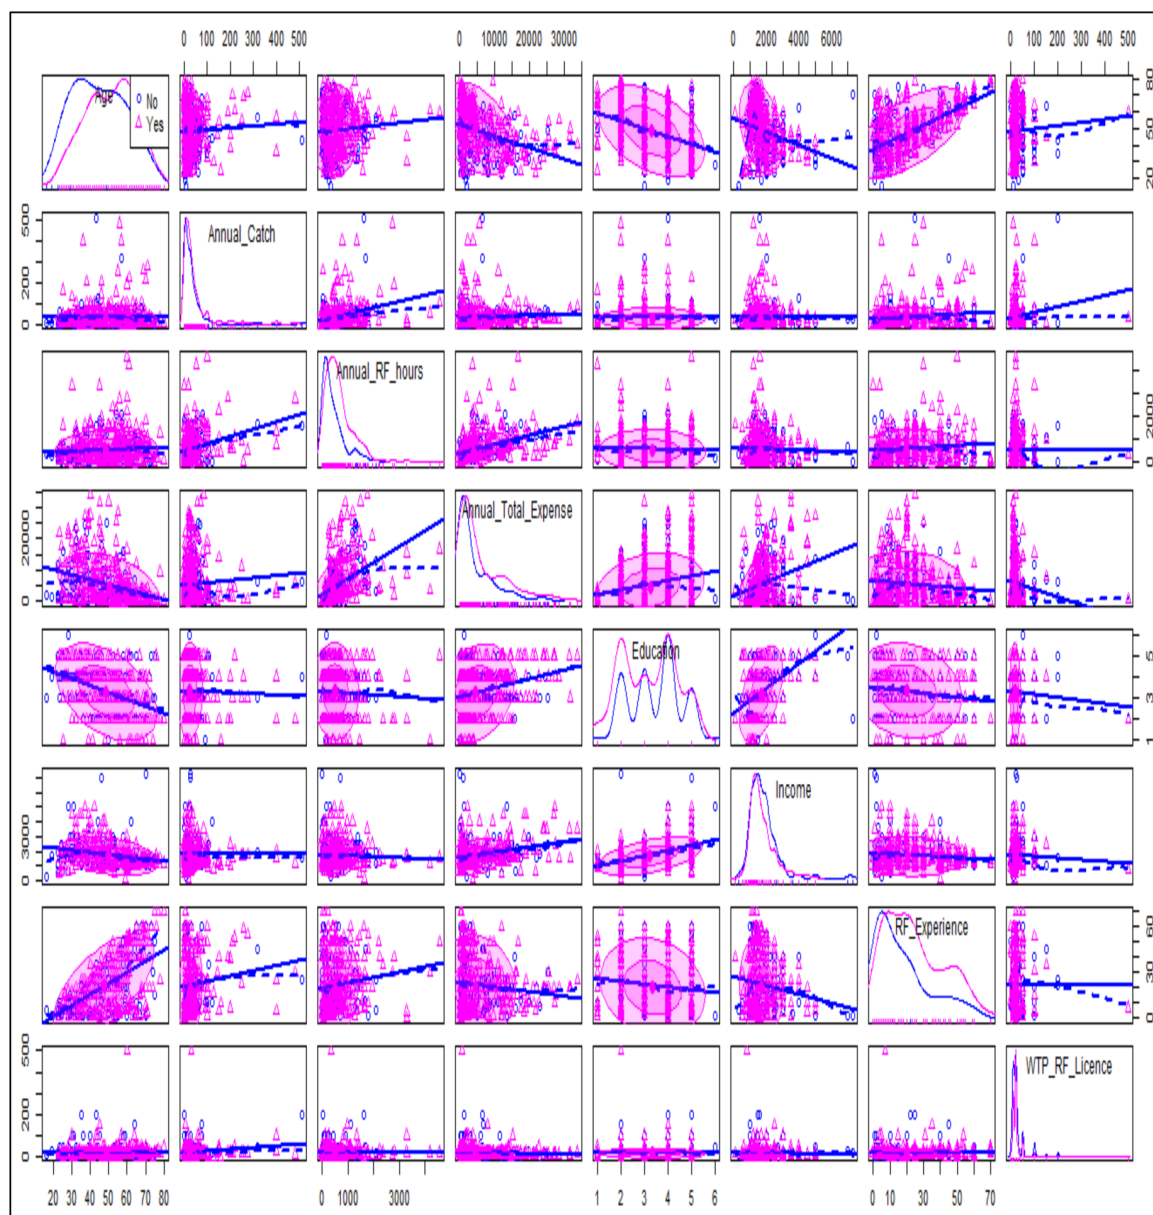 0 100 200 300 400 500 0 10000 20000 30000 0 2000 4000 6000 0 100 200 300 400 500
Age
No
Yes
20 50 80
Annual_Catch
0 200 500
Annual_RF_hours
0 2000
Annual_Total_Expense
0 20000
Education
1 3 5
Income
0 3000
RF_Experience
0 30 60
WTP_RF_Licence
0 200 500
20 30 40 50 60 70 80 0 1000 3000 1 2 3 4 5 6 0 10 30 50 70